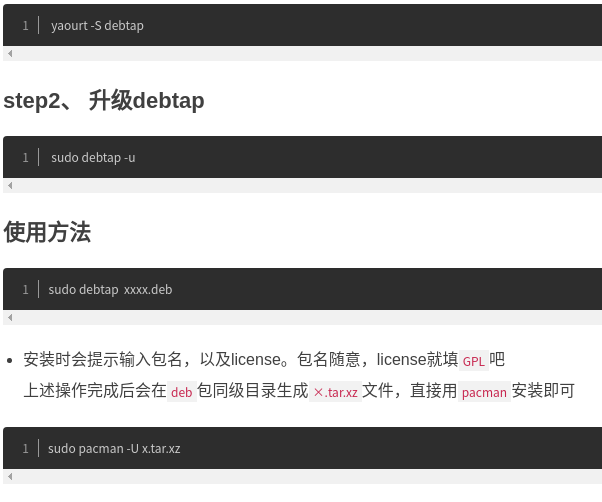 1 yaourt -S debtap
step2、 升级debtap
1 sudo debtap -u
使用方法
1 sudo debtap xxxx.deb
安装时会提示输入包名，以及license。包名随意，license就填 GPL 吧
上述操作完成后会在 deb 包同级目录生成 ×.tar.xz 文件，直接用 pacman 安装即可
1 sudo pacman -U x.tar.xz